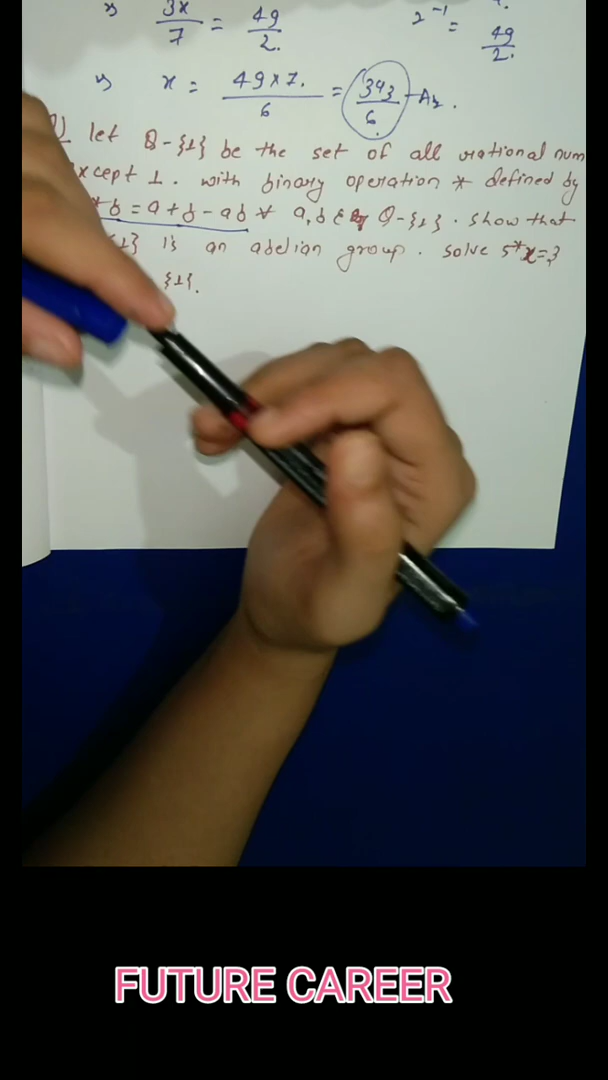 ⇒ 3x/7 = 49/2.
2⁻¹ = 49/2.
⇒ x = 49×7./6 = 343/6 - As.
let Q-{1} be the set of all rational num
xcept 1. with binary operation * defined by
* b = a + b - ab ∀ a, b ∈ Q-{1}. show that
{1} is an abelian group. solve 5*x=3
{1}.
FUTURE CAREER